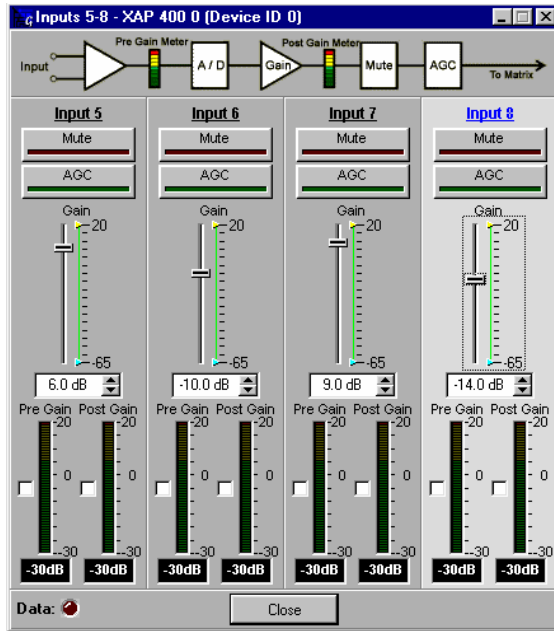 Inputs 5-8 - XAP 400 0 (Device ID 0)
Pre Gain Meter Post Gain Meter
Input A / D Gain Mute AGC
To Matrix
Input 5 Input 6 Input 7 Input 8
Mute Mute Mute Mute
AGC AGC AGC AGC
Gain Gain Gain Gain
20 20 20 20
-65 -65 -65 -65
6.0 dB -10.0 dB 9.0 dB -14.0 dB
Pre Gain Post Gain Pre Gain Post Gain Pre Gain Post Gain Pre Gain Post Gain
20 20 20 20 20 20 20 20
0 0 0 0 0 0 0 0
-30 -30 -30 -30 -30 -30 -30 -30
-30dB -30dB -30dB -30dB -30dB -30dB -30dB -30dB
Data: Close